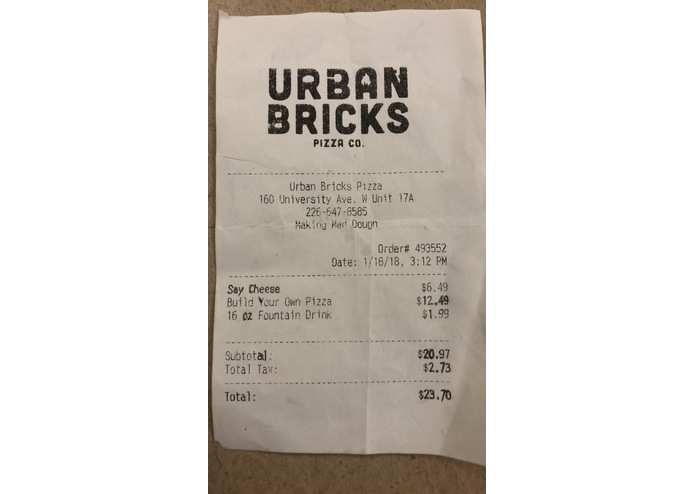 URBAN
BRICKS
PIZZA CO.
Urban Bricks Pizza
160 University Ave. W Unit 17A
226-647-8585
Making Mad Dough
Order# 493552
Date: 1/18/18, 3:12 PM
Say Cheese $6.49
Build Your Own Pizza $12.49
16 oz Fountain Drink $1.99
Subtotal: $20.97
Total Tax: $2.73
Total: $23.70